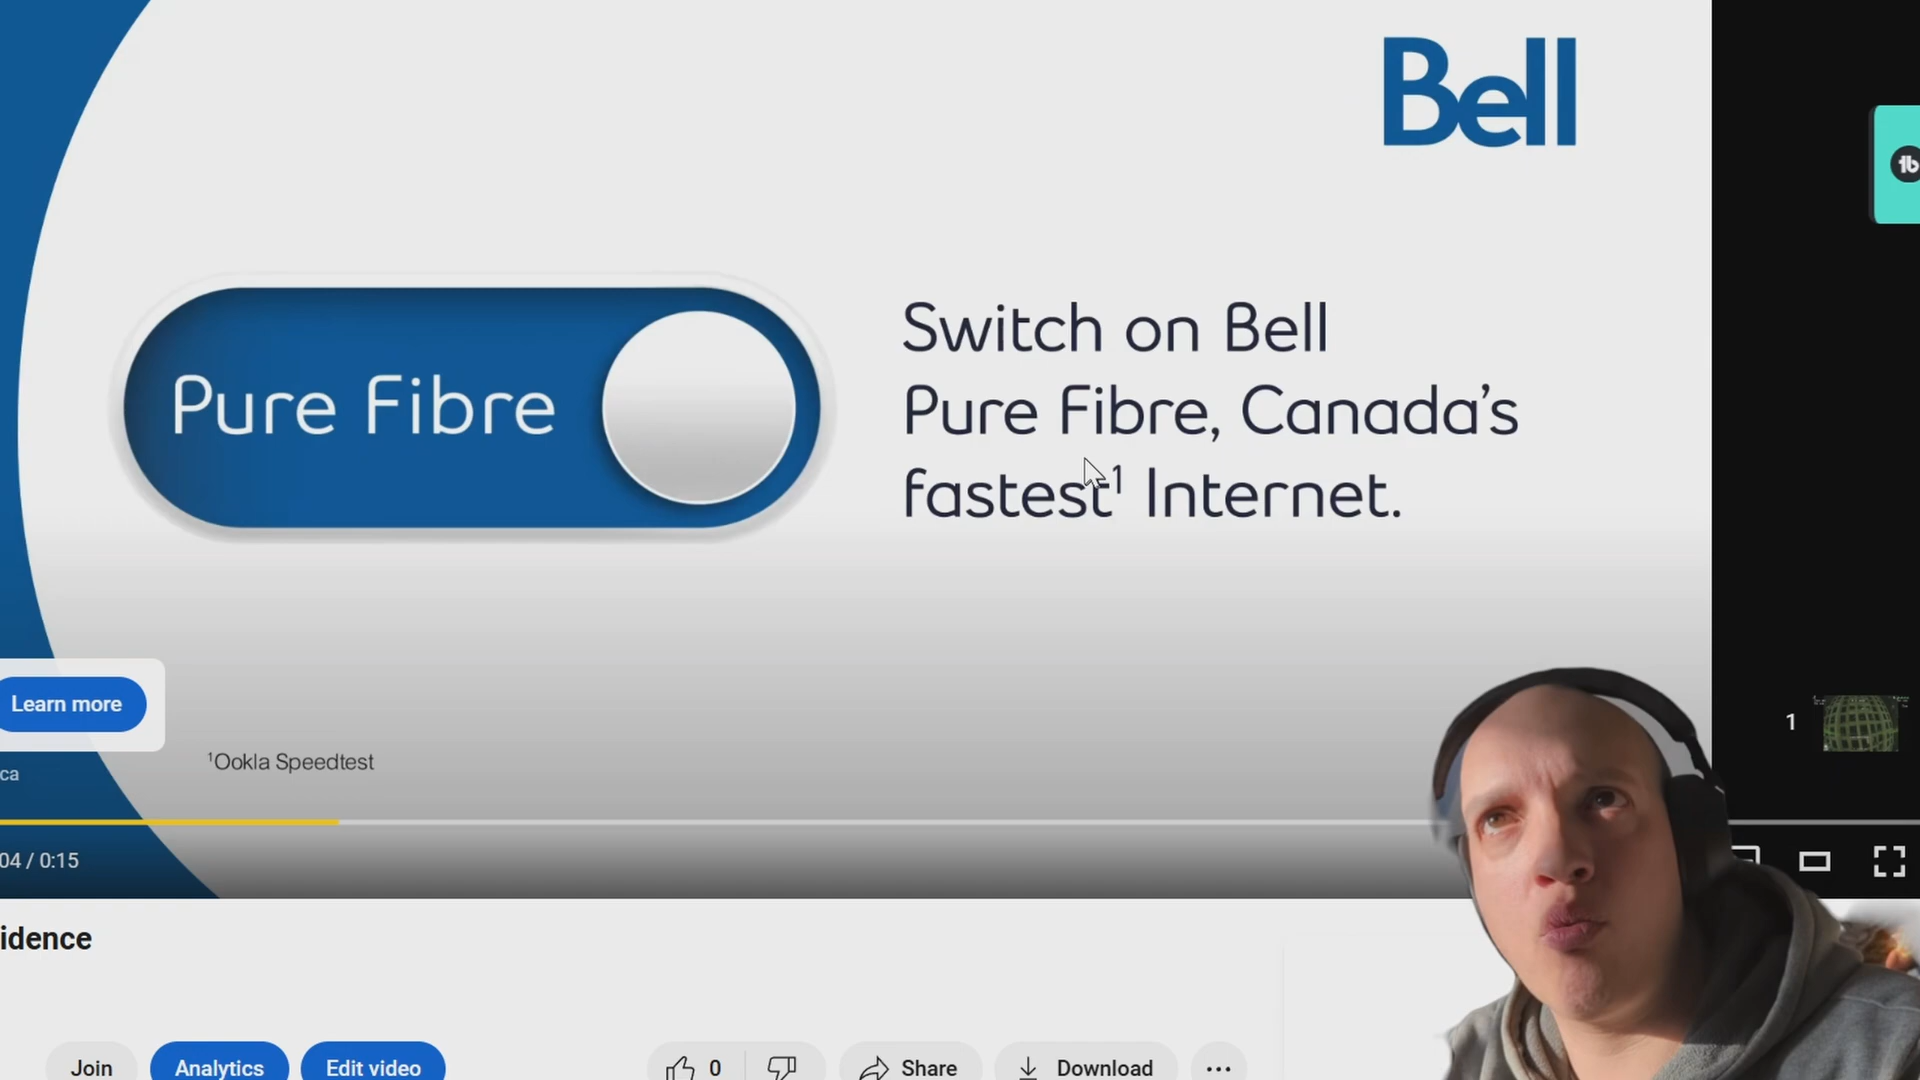 Bell
Pure Fibre
Switch on Bell
Pure Fibre, Canada's
fastest¹ Internet.
Learn more
¹Ookla Speedtest
ca
04 / 0:15
1
idence
Join
Analytics
Edit video
0
Share
Download